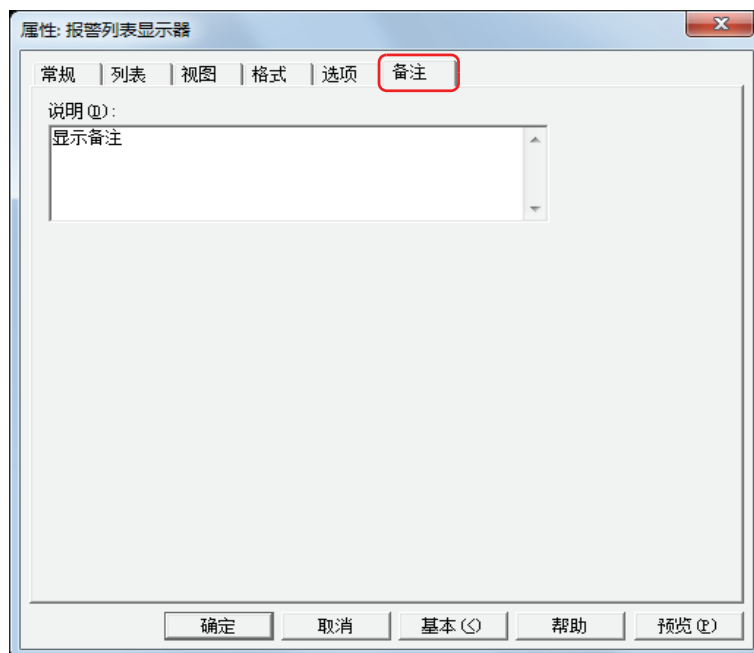 属性: 报警列表显示器
常规 列表 视图 格式 选项 备注
说明(D):
显示备注
确定 取消 基本(<) 帮助 预览(P)